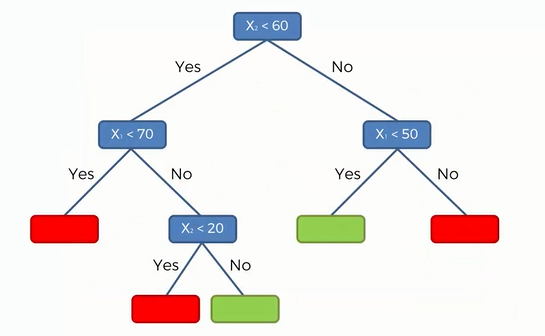 X₂ < 60
Yes
No
X₁ < 70
X₁ < 50
Yes
No
Yes
No
X₂ < 20
Yes
No